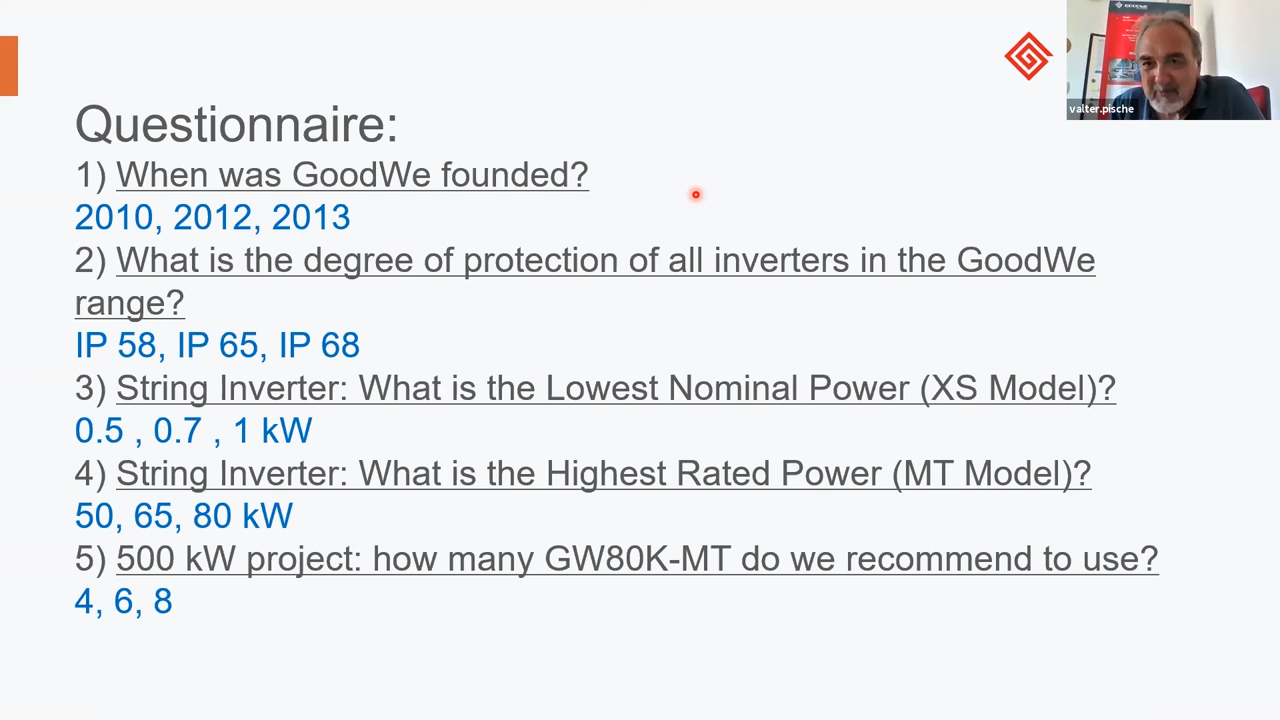 Questionnaire:
1) When was GoodWe founded?
2010, 2012, 2013
2) What is the degree of protection of all inverters in the GoodWe
range?
IP 58, IP 65, IP 68
3) String Inverter: What is the Lowest Nominal Power (XS Model)?
0.5 , 0.7 , 1 kW
4) String Inverter: What is the Highest Rated Power (MT Model)?
50, 65, 80 kW
5) 500 kW project: how many GW80K-MT do we recommend to use?
4, 6, 8
valter.pische